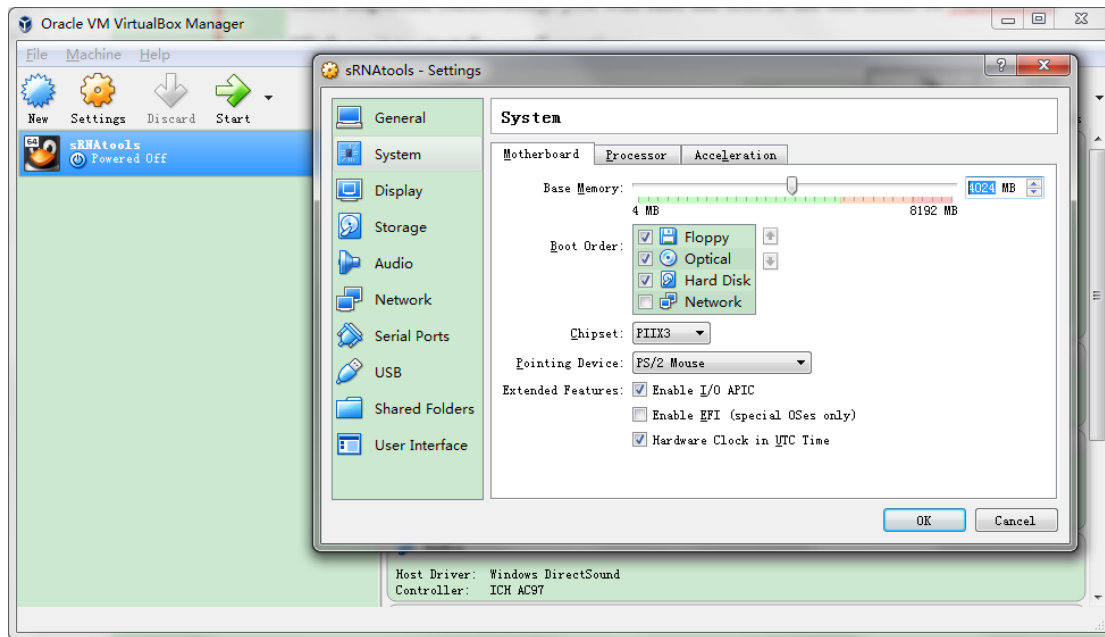 Oracle VM VirtualBox Manager
File Machine Help
New Settings Discard Start
64
sRNAtools
Powered Off
sRNAtools - Settings
General
System
Display
Storage
Audio
Network
Serial Ports
USB
Shared Folders
User Interface
System
Motherboard Processor Acceleration
Base Memory: 4024 MB
4 MB 8192 MB
Boot Order:
Floppy
Optical
Hard Disk
Network
Chipset: PIIX3
Pointing Device: PS/2 Mouse
Extended Features: Enable I/O APIC
Enable EFI (special OSes only)
Hardware Clock in UTC Time
OK Cancel
Host Driver: Windows DirectSound
Controller: ICH AC97